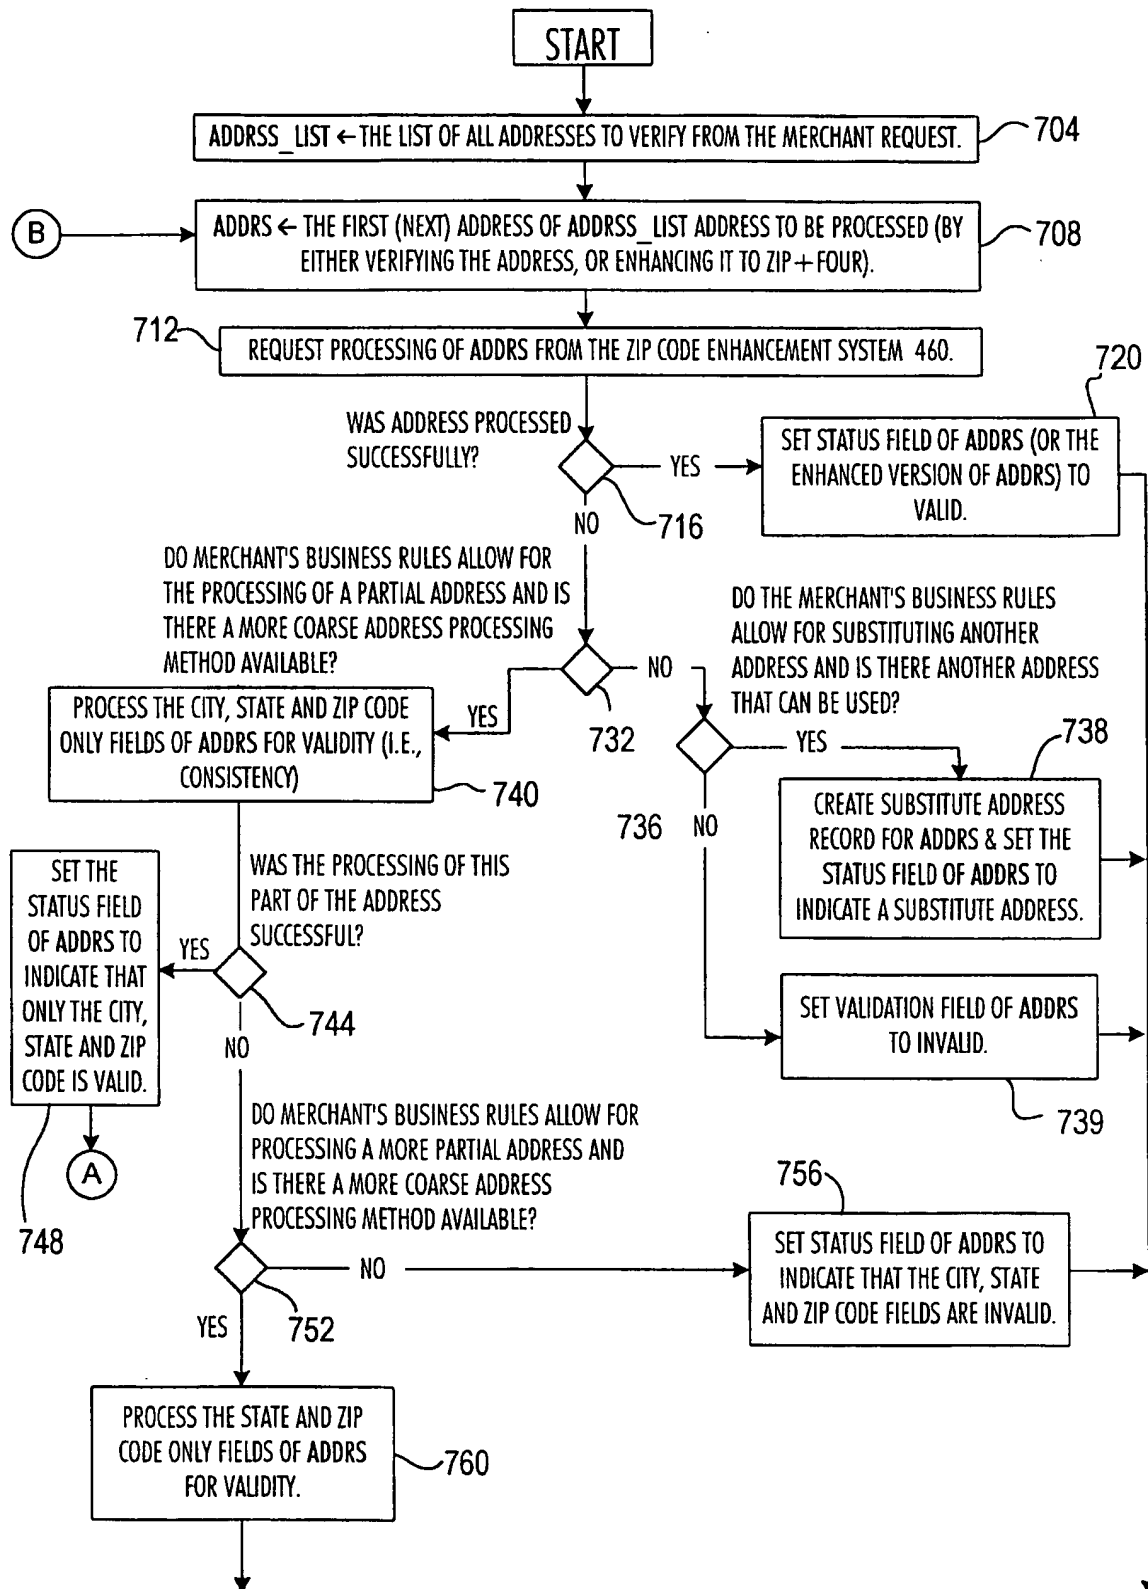 START
ADDRSS_LIST ← THE LIST OF ALL ADDRESSES TO VERIFY FROM THE MERCHANT REQUEST.
704
B
ADDRS ← THE FIRST (NEXT) ADDRESS OF ADDRSS_LIST ADDRESS TO BE PROCESSED (BY
EITHER VERIFYING THE ADDRESS, OR ENHANCING IT TO ZIP+FOUR).
708
712
REQUEST PROCESSING OF ADDRS FROM THE ZIP CODE ENHANCEMENT SYSTEM 460.
720
WAS ADDRESS PROCESSED
SUCCESSFULLY?
YES
SET STATUS FIELD OF ADDRS (OR THE
ENHANCED VERSION OF ADDRS) TO
VALID.
716
NO
DO MERCHANT'S BUSINESS RULES ALLOW FOR
THE PROCESSING OF A PARTIAL ADDRESS AND IS
THERE A MORE COARSE ADDRESS PROCESSING
METHOD AVAILABLE?
DO THE MERCHANT'S BUSINESS RULES
ALLOW FOR SUBSTITUTING ANOTHER
ADDRESS AND IS THERE ANOTHER ADDRESS
THAT CAN BE USED?
NO
732
YES
PROCESS THE CITY, STATE AND ZIP CODE
ONLY FIELDS OF ADDRS FOR VALIDITY (I.E.,
CONSISTENCY)
740
YES
738
736
NO
CREATE SUBSTITUTE ADDRESS
RECORD FOR ADDRS & SET THE
STATUS FIELD OF ADDRS TO
INDICATE A SUBSTITUTE ADDRESS.
WAS THE PROCESSING OF THIS
PART OF THE ADDRESS
SUCCESSFUL?
SET THE
STATUS FIELD
OF ADDRS TO
INDICATE THAT
ONLY THE CITY,
STATE AND ZIP
CODE IS VALID.
YES
744
NO
SET VALIDATION FIELD OF ADDRS
TO INVALID.
739
A
748
DO MERCHANT'S BUSINESS RULES ALLOW FOR
PROCESSING A MORE PARTIAL ADDRESS AND
IS THERE A MORE COARSE ADDRESS
PROCESSING METHOD AVAILABLE?
756
NO
SET STATUS FIELD OF ADDRS TO
INDICATE THAT THE CITY, STATE
AND ZIP CODE FIELDS ARE INVALID.
752
YES
PROCESS THE STATE AND ZIP
CODE ONLY FIELDS OF ADDRS
FOR VALIDITY.
760